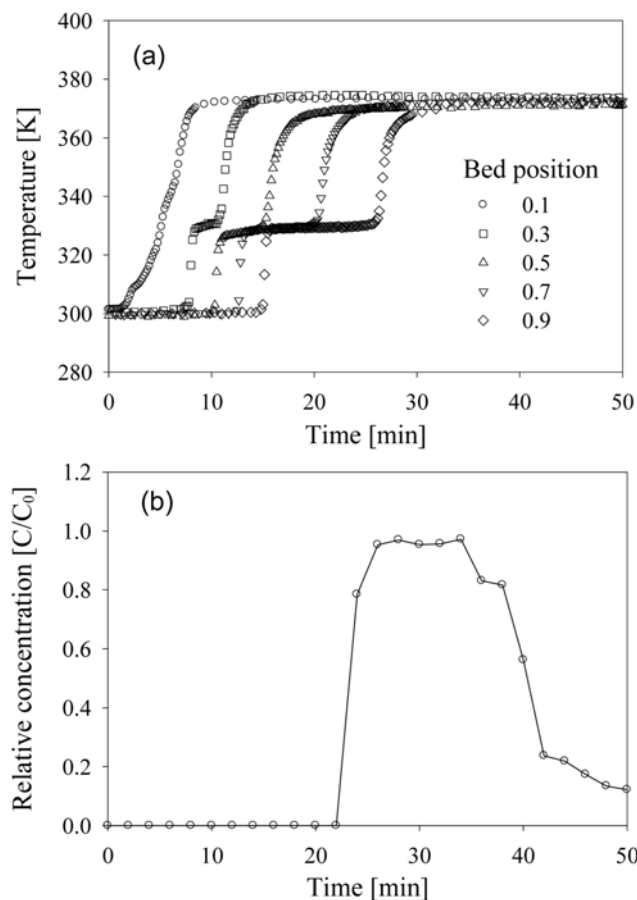 (a)
Temperature [K]
400
380
360
340
320
300
280
Bed position
0.1
0.3
0.5
0.7
0.9
0 10 20 30 40 50
Time [min]
(b)
Relative concentration [C/C₀]
1.2
1.0
0.8
0.6
0.4
0.2
0.0
0 10 20 30 40 50
Time [min]